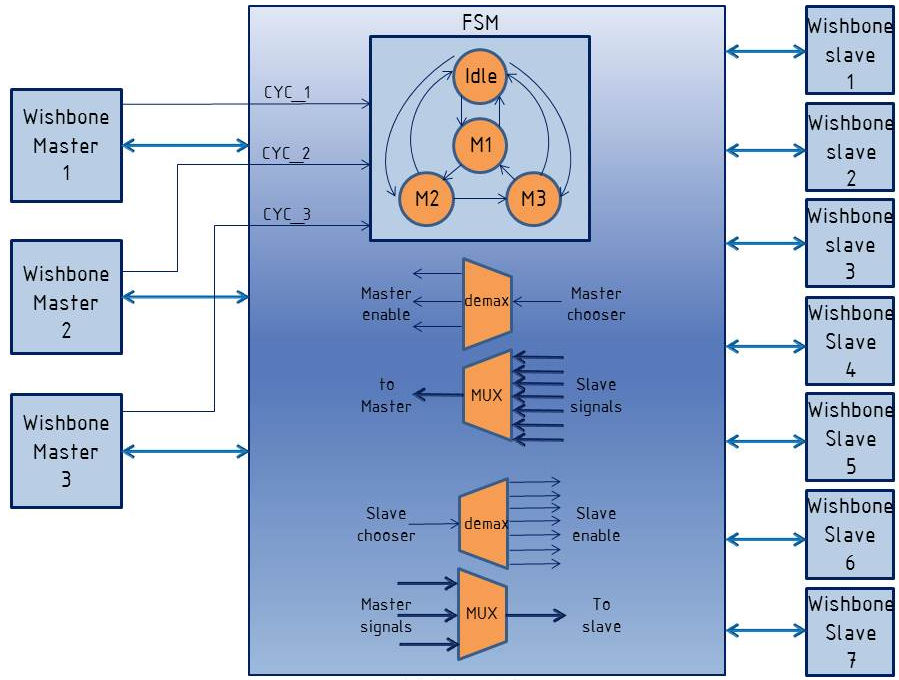 FSM
Idle
M1
M2
M3
CYC_1
CYC_2
CYC_3
Wishbone
Master
1
Wishbone
Master
2
Wishbone
Master
3
Master
enable
demax
Master
chooser
to
Master
MUX
Slave
signals
Slave
chooser
demax
Slave
enable
Master
signals
MUX
To
slave
Wishbone
slave
1
Wishbone
slave
2
Wishbone
slave
3
Wishbone
Slave
4
Wishbone
Slave
5
Wishbone
Slave
6
Wishbone
Slave
7